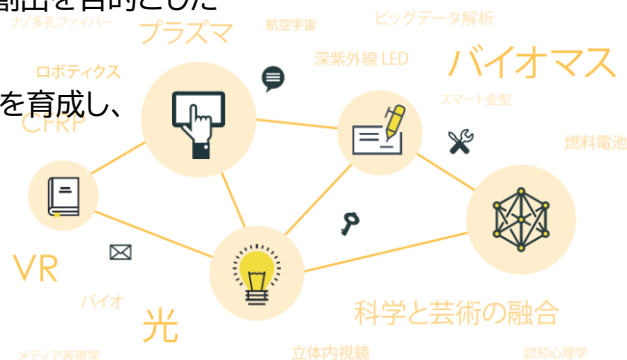 創出を目的とした
ナノ多孔ファイバー
プラズマ
航空宇宙
ビッグデータ解析
ロボティクス
深紫外線 LED
バイオマス
を育成し、
CFRP
スマート金型
燃料電池
VR
バイオ
光
科学と芸術の融合
メディア表現学
立体内視鏡
認知心理学